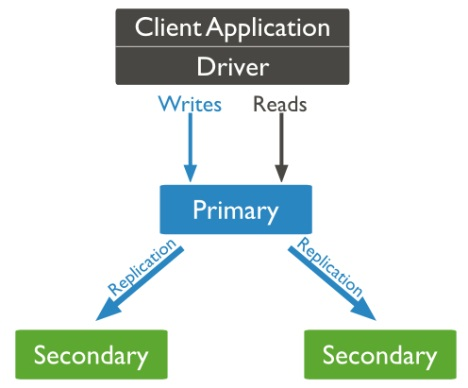 Client Application
Driver
Writes Reads
Primary
Replication Replication
Secondary Secondary